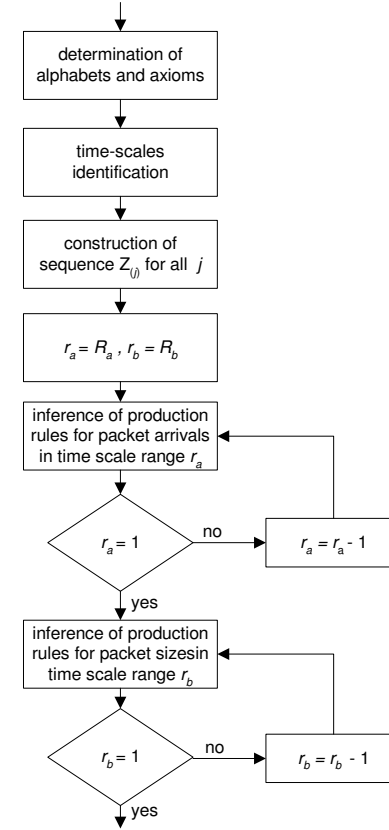 determination of
alphabets and axioms
time-scales
identification
construction of
sequence Z(j) for all j
ra = Ra , rb = Rb
inference of production
rules for packet arrivals
in time scale range ra
ra = 1
no
ra = ra - 1
yes
inference of production
rules for packet sizesin
time scale range rb
rb = 1
no
rb = rb - 1
yes